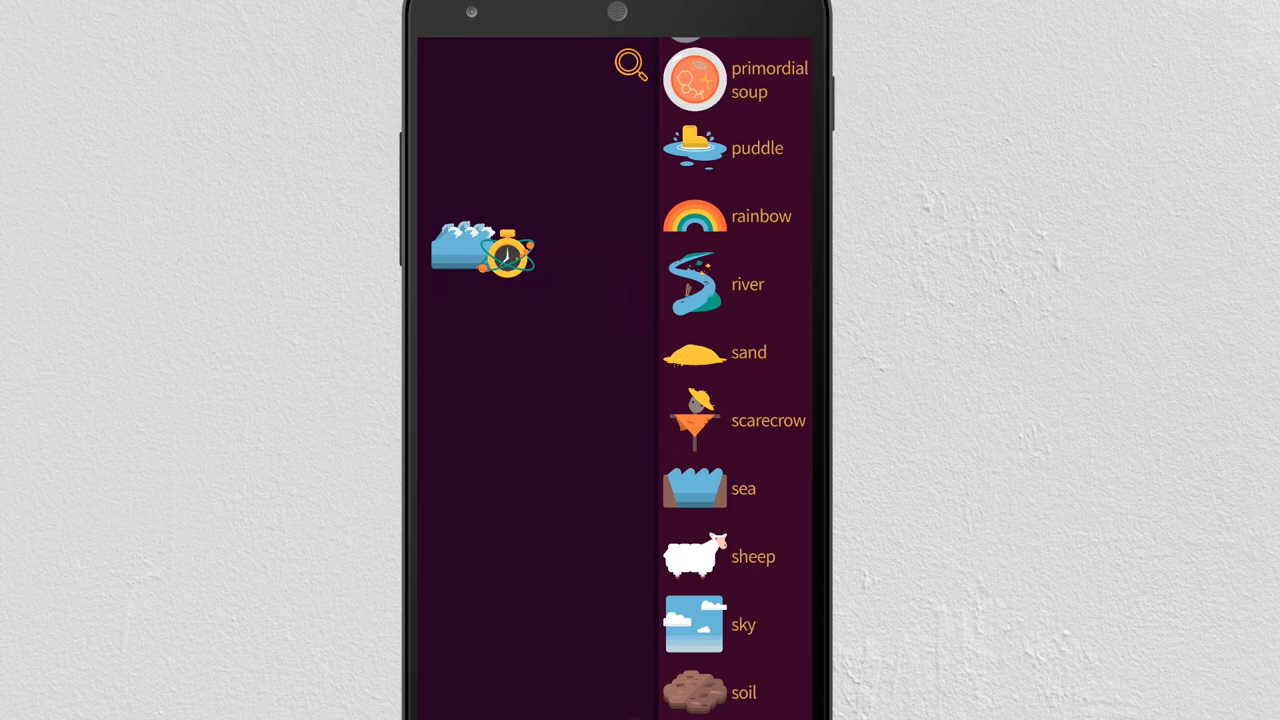 primordial
soup
puddle
rainbow
river
sand
scarecrow
sea
sheep
sky
soil